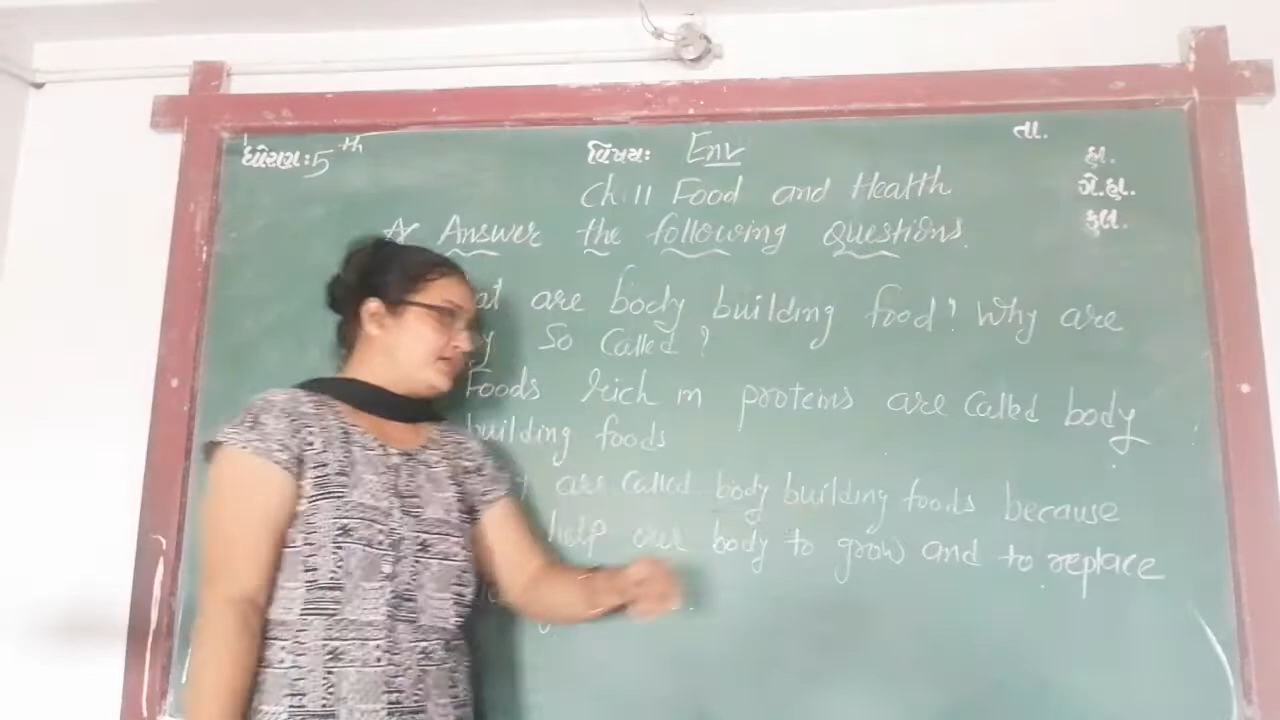 ધોરણઃ 5th વિષયઃ Env તા.
હા.
Ch:11 Food and Health ગે.હા.
કુલ.
☆ Answer the following Questions.
at are body building food? Why are
y So Called?
Foods rich in proteins are Called body
building foods
y are called body building foods because
help our body to grow and to replace